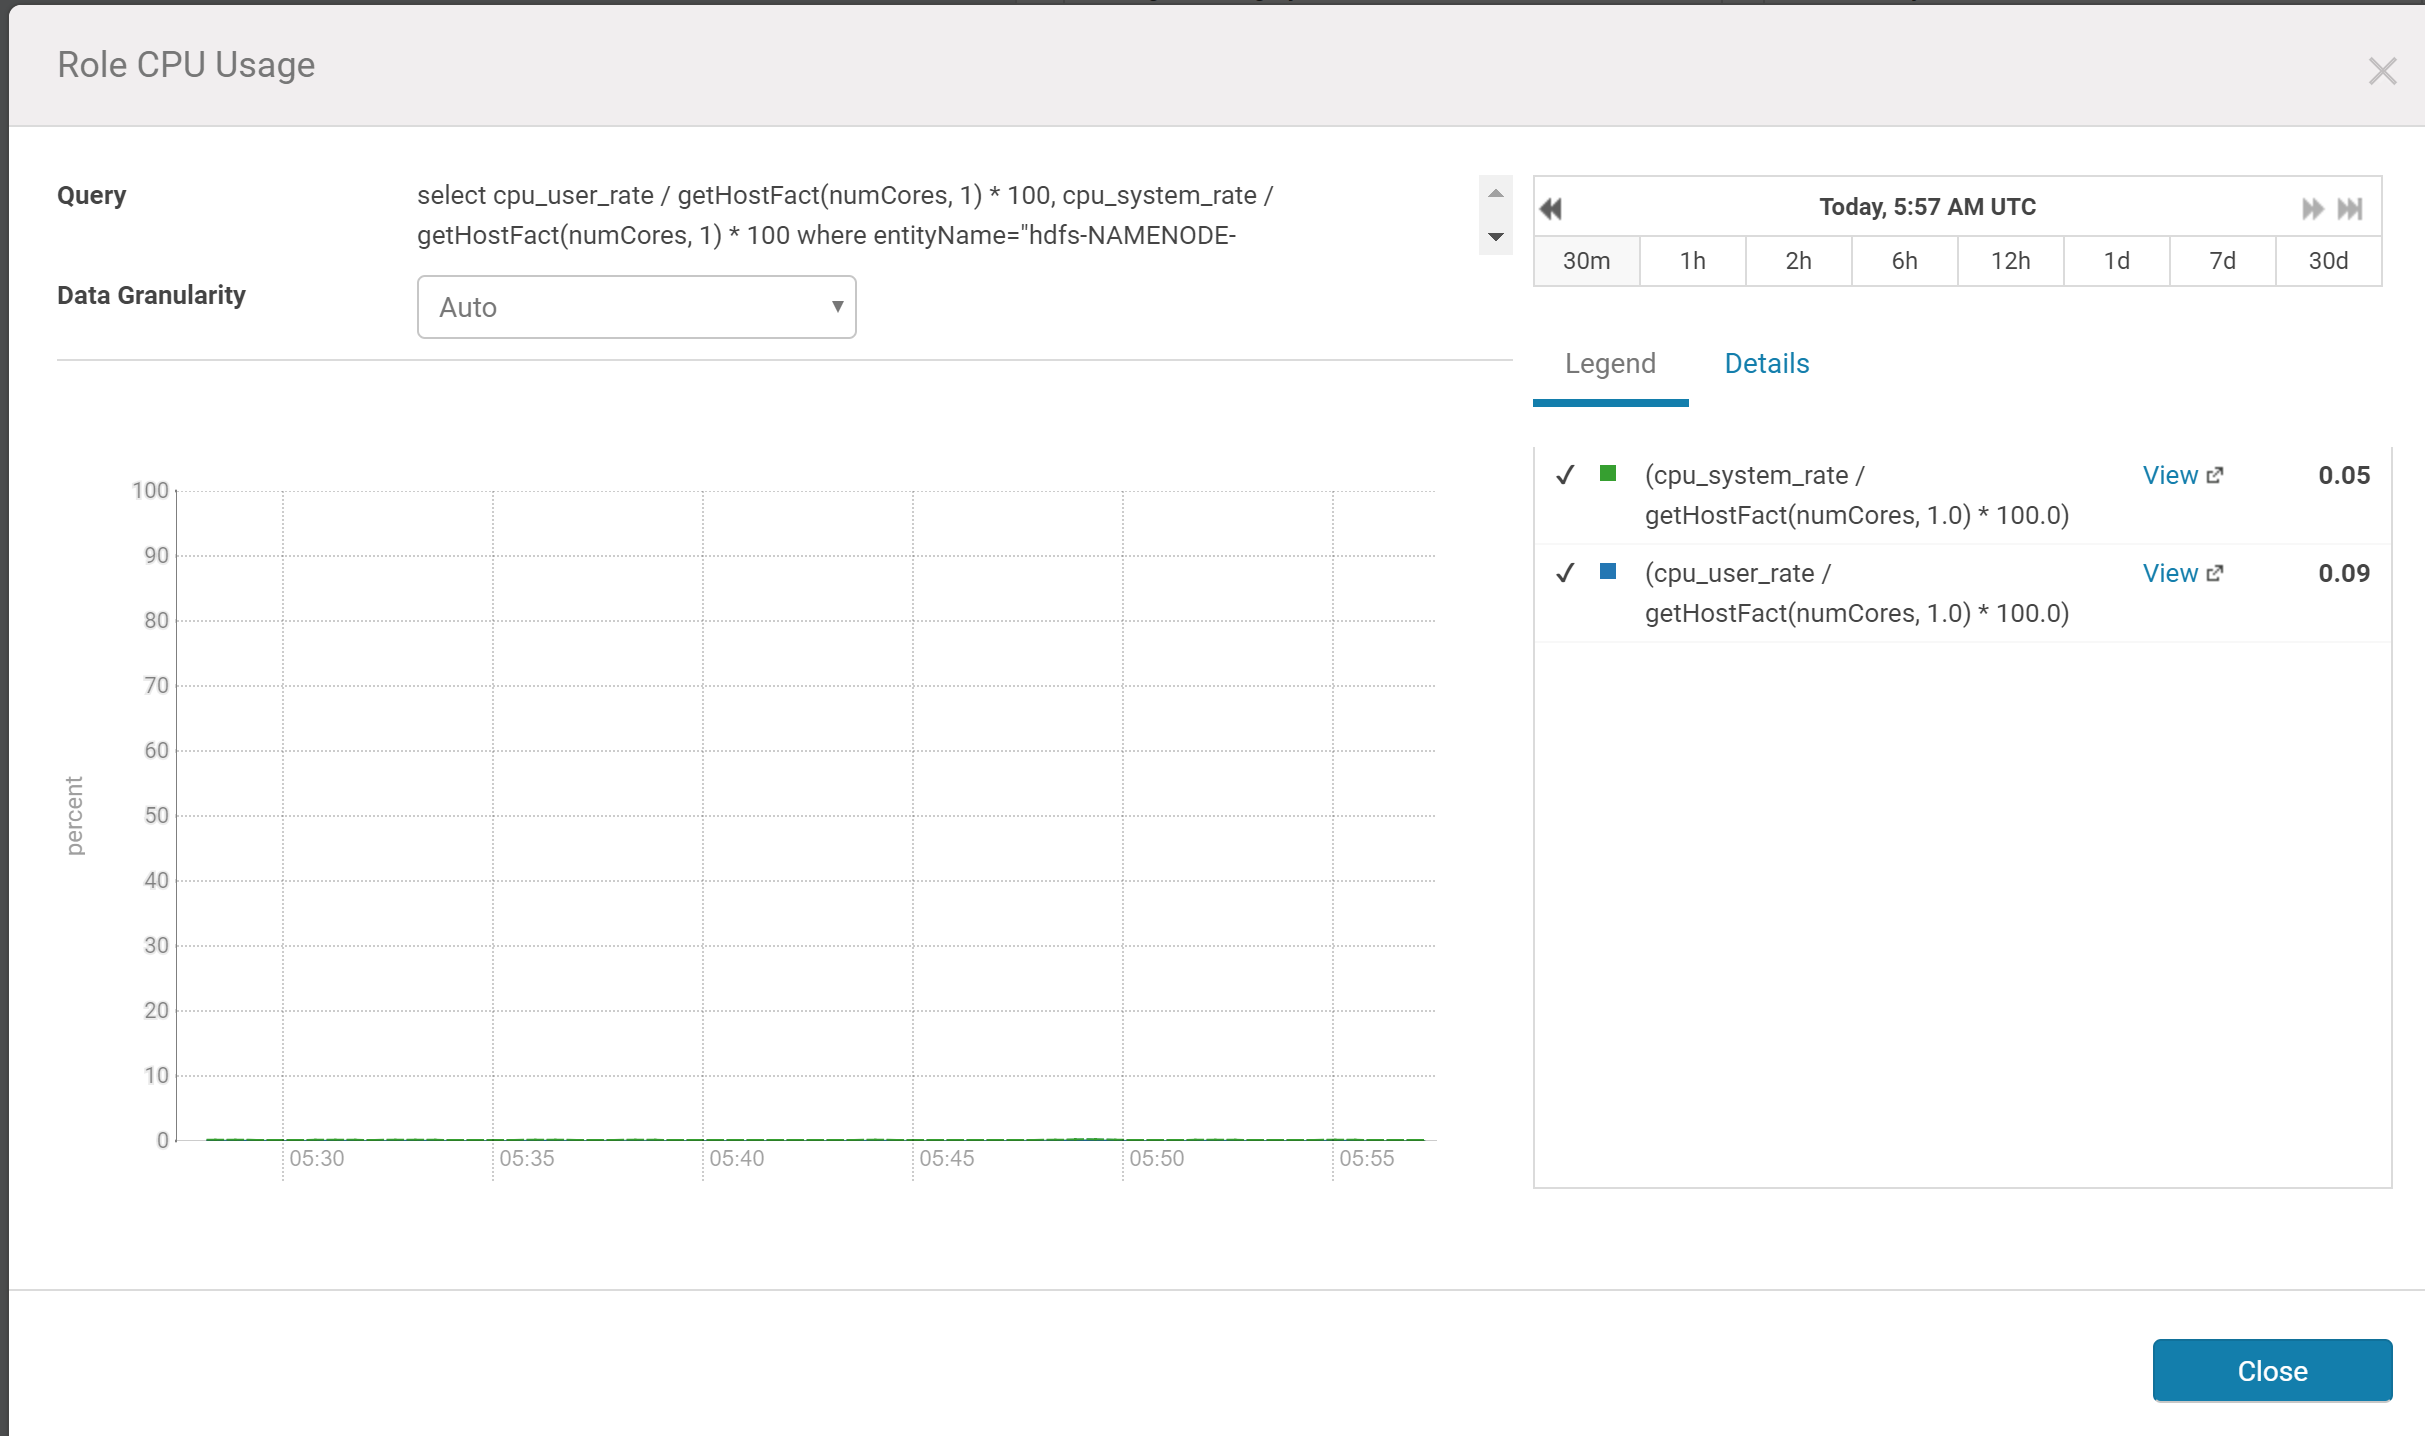 Role CPU Usage
Query
select cpu_user_rate / getHostFact(numCores, 1) * 100, cpu_system_rate /
getHostFact(numCores, 1) * 100 where entityName="hdfs-NAMENODE-
Data Granularity
Auto
Today, 5:57 AM UTC
30m 1h 2h 6h 12h 1d 7d 30d
Legend Details
(cpu_system_rate / View 0.05
getHostFact(numCores, 1.0) * 100.0)
(cpu_user_rate / View 0.09
getHostFact(numCores, 1.0) * 100.0)
percent
100
90
80
70
60
50
40
30
20
10
0
05:30 05:35 05:40 05:45 05:50 05:55
Close